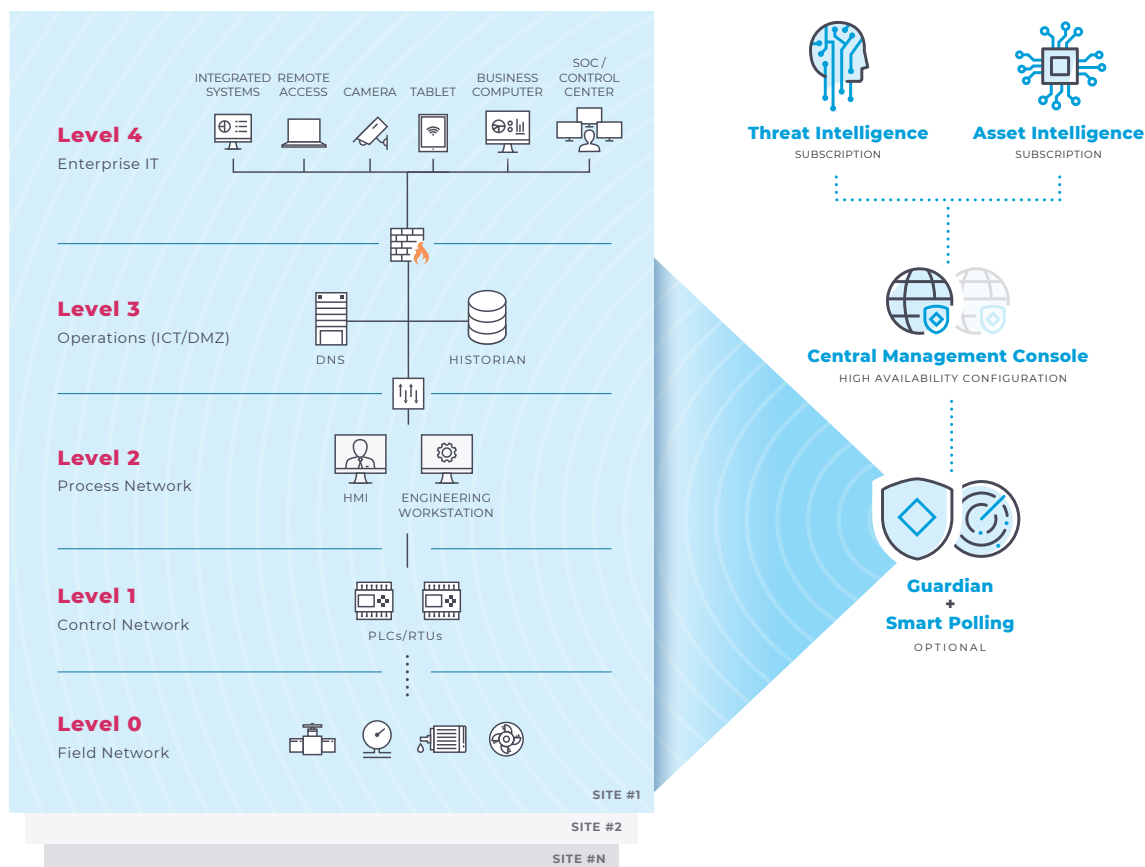 INTEGRATED
SYSTEMS
REMOTE
ACCESS
CAMERA
TABLET
BUSINESS
COMPUTER
SOC /
CONTROL
CENTER
Level 4
Enterprise IT
Level 3
Operations (ICT/DMZ)
DNS
HISTORIAN
Level 2
Process Network
HMI
ENGINEERING
WORKSTATION
Level 1
Control Network
PLCs/RTUs
Level 0
Field Network
SITE #1
SITE #2
SITE #N
Threat Intelligence
SUBSCRIPTION
Asset Intelligence
SUBSCRIPTION
Central Management Console
HIGH AVAILABILITY CONFIGURATION
Guardian
+
Smart Polling
OPTIONAL